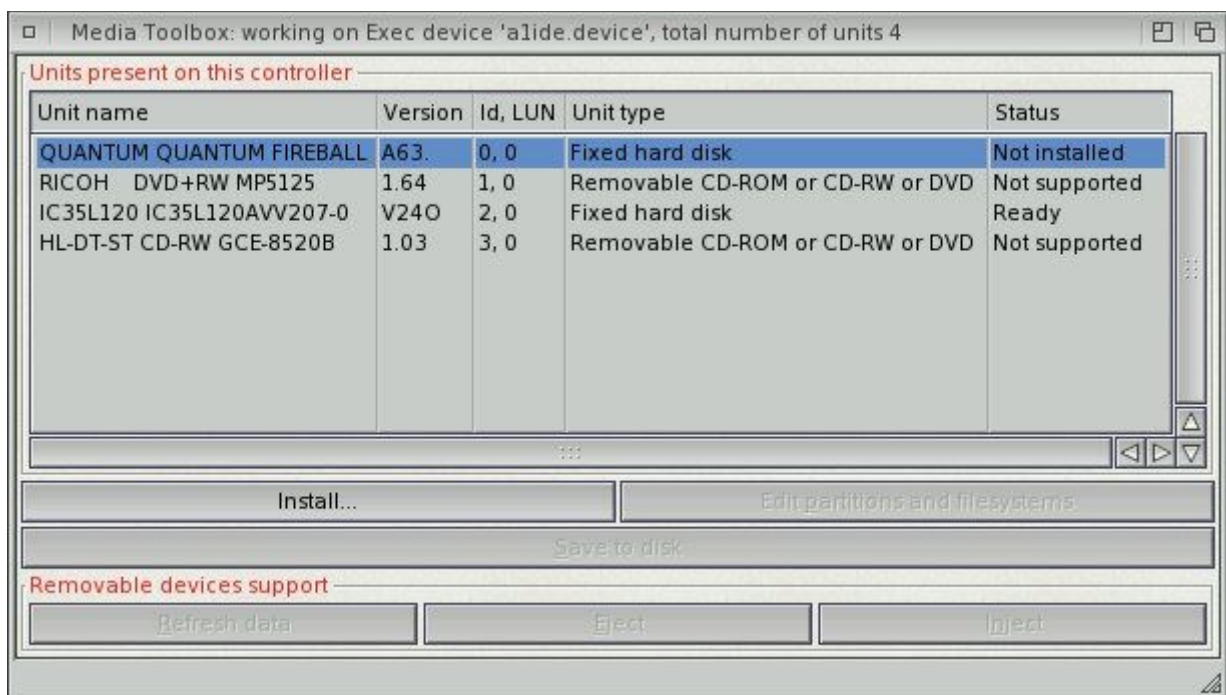 Media Toolbox: working on Exec device 'a1ide.device', total number of units 4
Units present on this controller
Unit name Version Id, LUN Unit type Status
QUANTUM QUANTUM FIREBALL A63. 0, 0 Fixed hard disk Not installed
RICOH DVD+RW MP5125 1.64 1, 0 Removable CD-ROM or CD-RW or DVD Not supported
IC35L120 IC35L120AVV207-0 V24O 2, 0 Fixed hard disk Ready
HL-DT-ST CD-RW GCE-8520B 1.03 3, 0 Removable CD-ROM or CD-RW or DVD Not supported
Install... Edit partitions and filesystems
Save to disk
Removable devices support
Refresh data Eject Inject